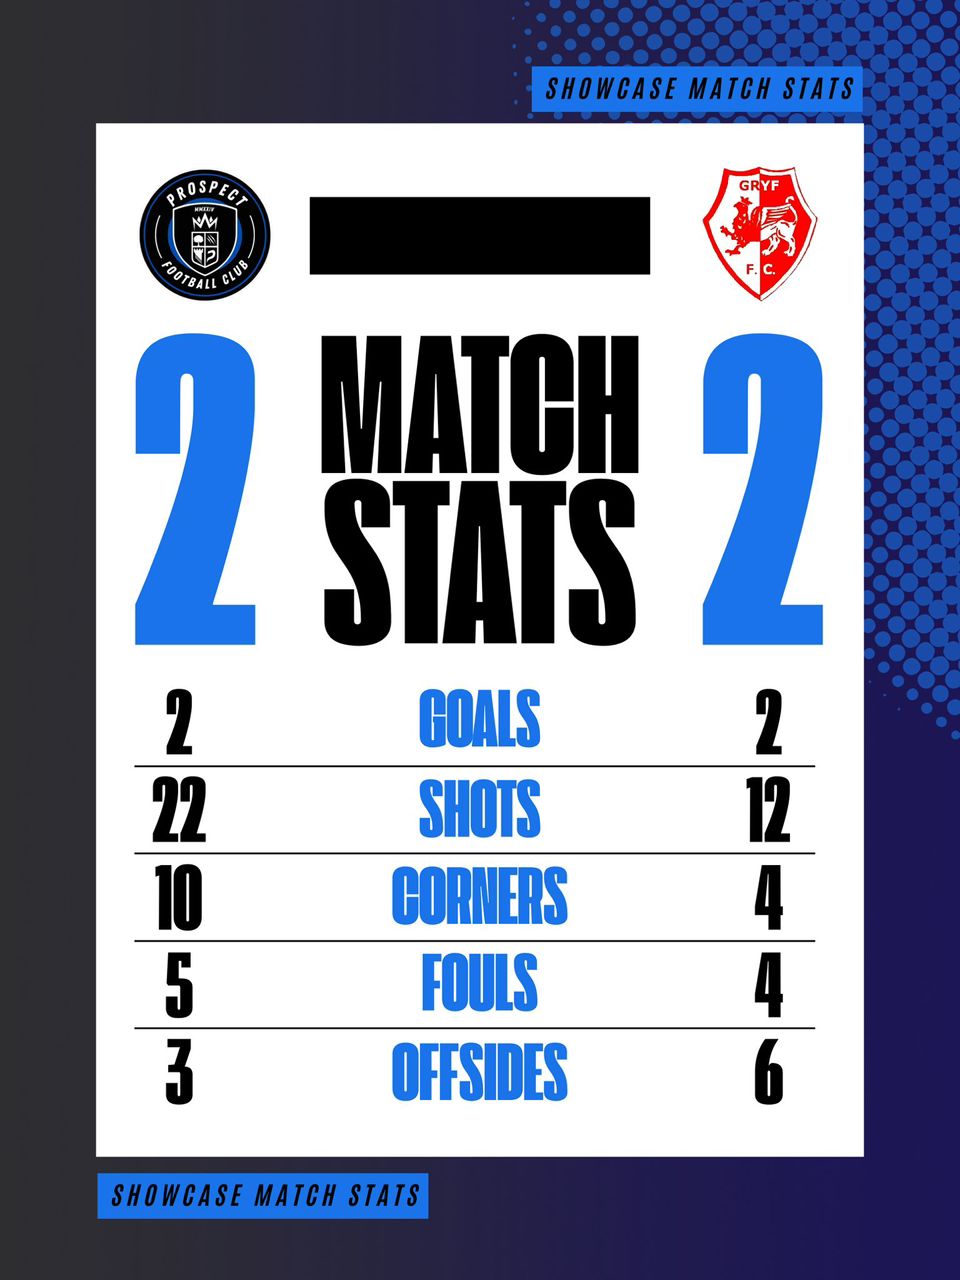 SHOWCASE MATCH STATS
PROSPECT
MMXXIV
FOOTBALL CLUB
GRYF
F. C.
2 MATCH 2
STATS
2 GOALS 2
22 SHOTS 12
10 CORNERS 4
5 FOULS 4
3 OFFSIDES 6
SHOWCASE MATCH STATS